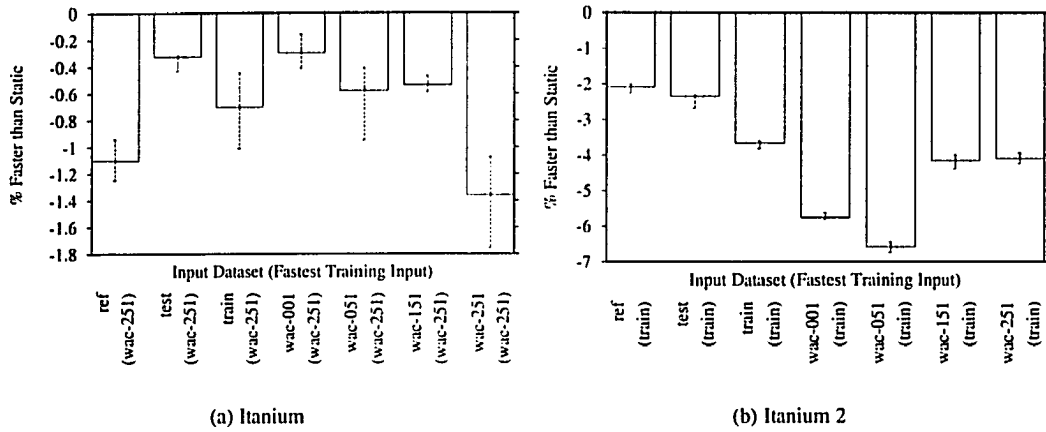 % Faster than Static
0
-0.2
-0.4
-0.6
-0.8
-1
-1.2
-1.4
-1.6
-1.8
Input Dataset (Fastest Training Input)
ref
(wac-251)
test
(wac-251)
train
(wac-251)
wac-001
(wac-251)
wac-051
(wac-251)
wac-151
(wac-251)
wac-251
(wac-251)
(a) Itanium
% Faster than Static
0
-1
-2
-3
-4
-5
-6
-7
Input Dataset (Fastest Training Input)
ref
(train)
test
(train)
train
(train)
wac-001
(train)
wac-051
(train)
wac-151
(train)
wac-251
(train)
(b) Itanium 2